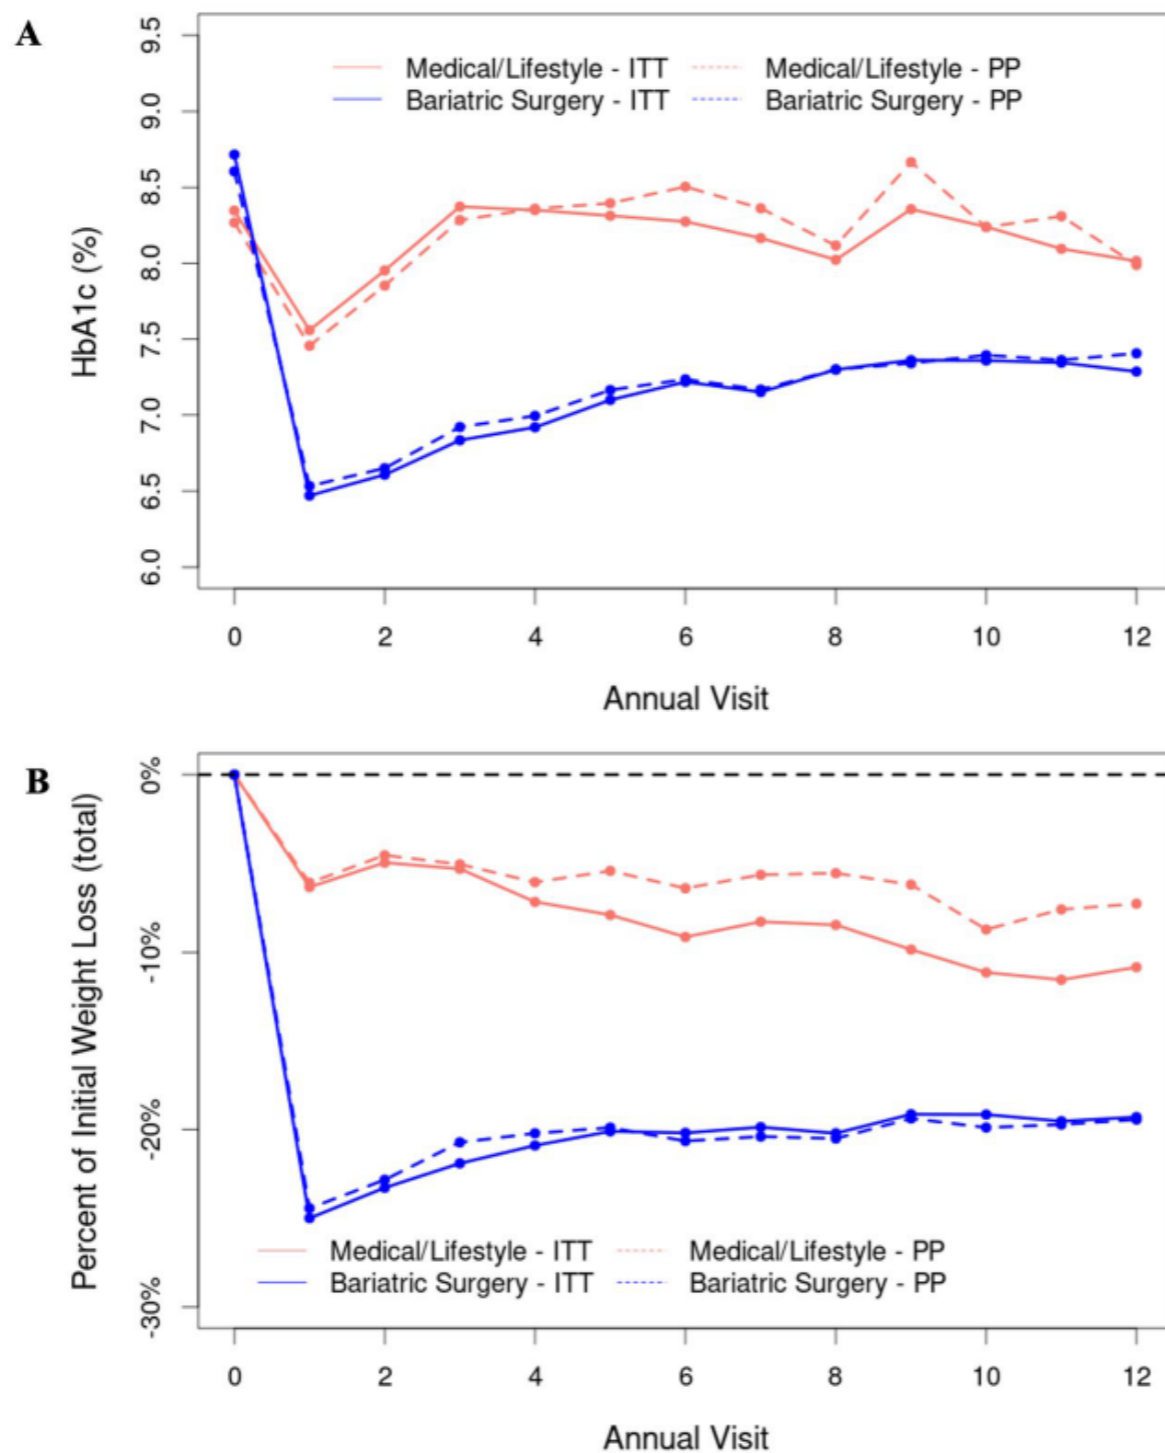 A
Medical/Lifestyle - ITT Medical/Lifestyle - PP
Bariatric Surgery - ITT Bariatric Surgery - PP
HbA1c (%)
9.5
9.0
8.5
8.0
7.5
7.0
6.5
6.0
0 2 4 6 8 10 12
Annual Visit
B
Percent of Initial Weight Loss (total)
0%
-10%
-20%
-30%
Medical/Lifestyle - ITT Medical/Lifestyle - PP
Bariatric Surgery - ITT Bariatric Surgery - PP
0 2 4 6 8 10 12
Annual Visit